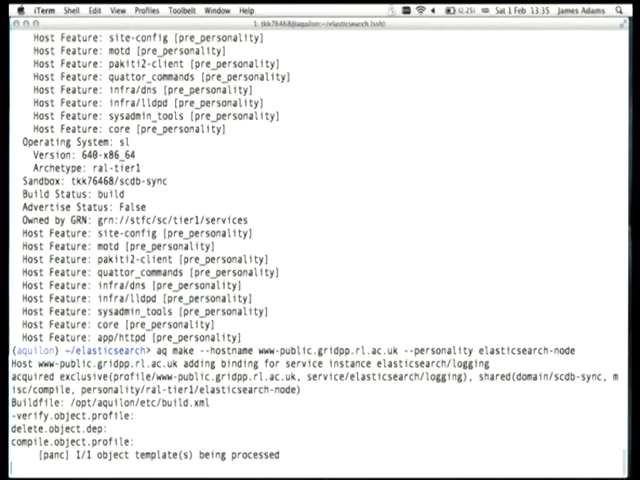 iTerm Shell Edit View Profiles Toolbelt Window Help (2:25) Sat 1 Feb 13:35 James Adams
1. tkk76468@aquilon:~/elasticsearch (ssh)
Host Feature: site-config [pre_personality]
Host Feature: motd [pre_personality]
Host Feature: pakiti2-client [pre_personality]
Host Feature: quattor_commands [pre_personality]
Host Feature: infra/dns [pre_personality]
Host Feature: infra/lldpd [pre_personality]
Host Feature: sysadmin_tools [pre_personality]
Host Feature: core [pre_personality]
Operating System: sl
Version: 640-x86_64
Archetype: ral-tier1
Sandbox: tkk76468/scdb-sync
Build Status: build
Advertise Status: False
Owned by GRN: grn://stfc/sc/tier1/services
Host Feature: site-config [pre_personality]
Host Feature: motd [pre_personality]
Host Feature: pakiti2-client [pre_personality]
Host Feature: quattor_commands [pre_personality]
Host Feature: infra/dns [pre_personality]
Host Feature: infra/lldpd [pre_personality]
Host Feature: sysadmin_tools [pre_personality]
Host Feature: core [pre_personality]
Host Feature: app/httpd [pre_personality]
(aquilon) ~/elasticsearch> aq make --hostname www-public.gridpp.rl.ac.uk --personality elasticsearch-node
Host www-public.gridpp.rl.ac.uk adding binding for service instance elasticsearch/logging
acquired exclusive(profile/www-public.gridpp.rl.ac.uk, service/elasticsearch/logging), shared(domain/scdb-sync, m
isc/compile, personality/ral-tier1/elasticsearch-node)
Buildfile: /opt/aquilon/etc/build.xml
-verify.object.profile:
delete.object.dep:
compile.object.profile:
[panc] 1/1 object template(s) being processed